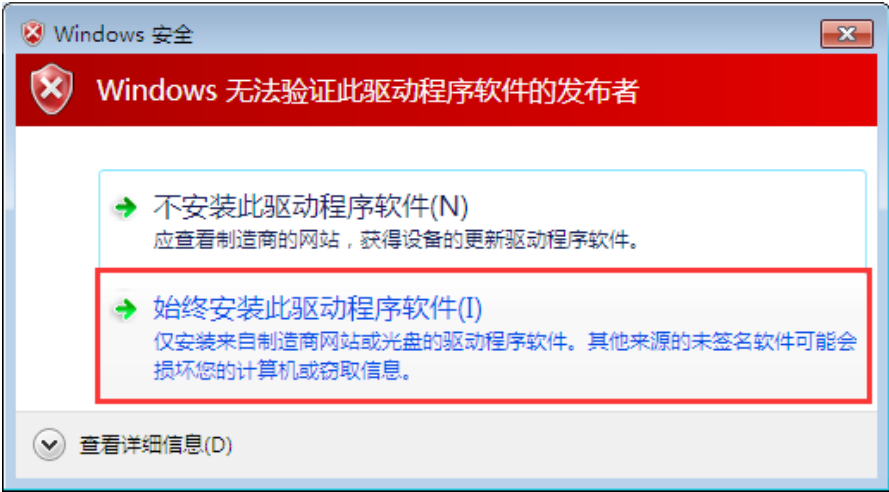 Windows 安全
Windows 无法验证此驱动程序软件的发布者
不安装此驱动程序软件(N)
应查看制造商的网站，获得设备的更新驱动程序软件。
始终安装此驱动程序软件(I)
仅安装来自制造商网站或光盘的驱动程序软件。其他来源的未签名软件可能会
损坏您的计算机或窃取信息。
查看详细信息(D)